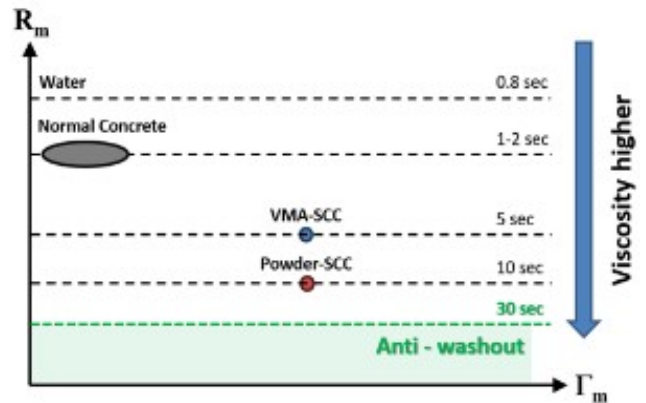 Rm
Water
0.8 sec
Normal Concrete
1-2 sec
VMA-SCC
5 sec
Powder-SCC
10 sec
30 sec
Anti - washout
Γm
Viscosity higher